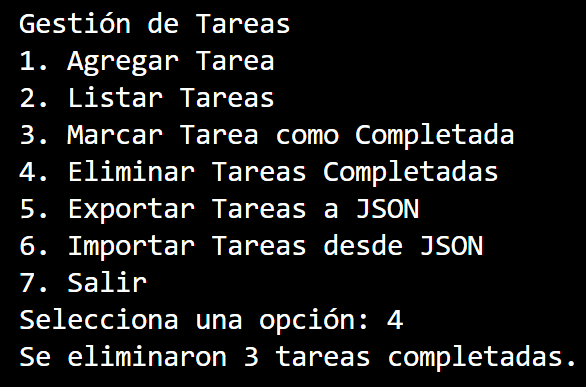 Gestión de Tareas
1. Agregar Tarea
2. Listar Tareas
3. Marcar Tarea como Completada
4. Eliminar Tareas Completadas
5. Exportar Tareas a JSON
6. Importar Tareas desde JSON
7. Salir
Selecciona una opción: 4
Se eliminaron 3 tareas completadas.